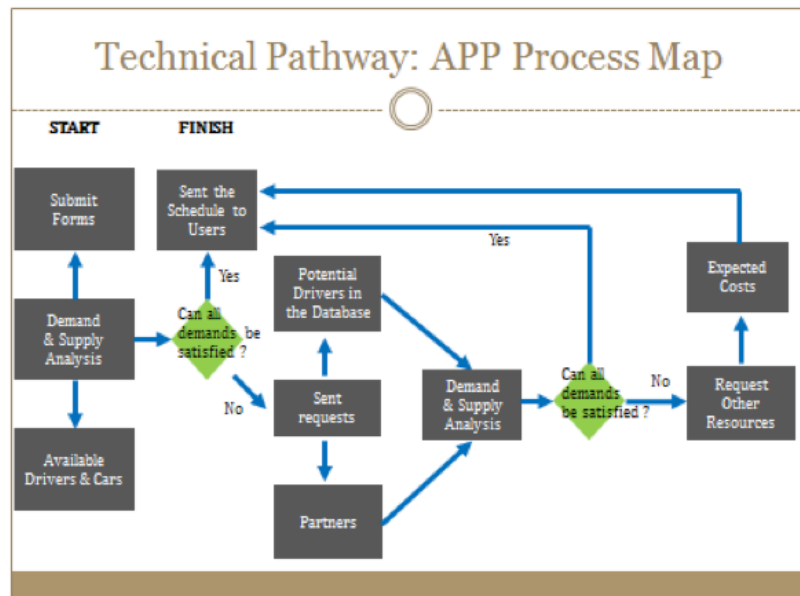 Technical Pathway: APP Process Map
START
FINISH
Submit
Forms
Sent the
Schedule to
Users
Yes
Yes
Potential
Drivers in
the Database
Expected
Costs
Demand
& Supply
Analysis
Can all
demands be
satisfied ?
No
Sent
requests
Demand
& Supply
Analysis
Can all
demands
be satisfied ?
No
Request
Other
Resources
Available
Drivers & Cars
Partners